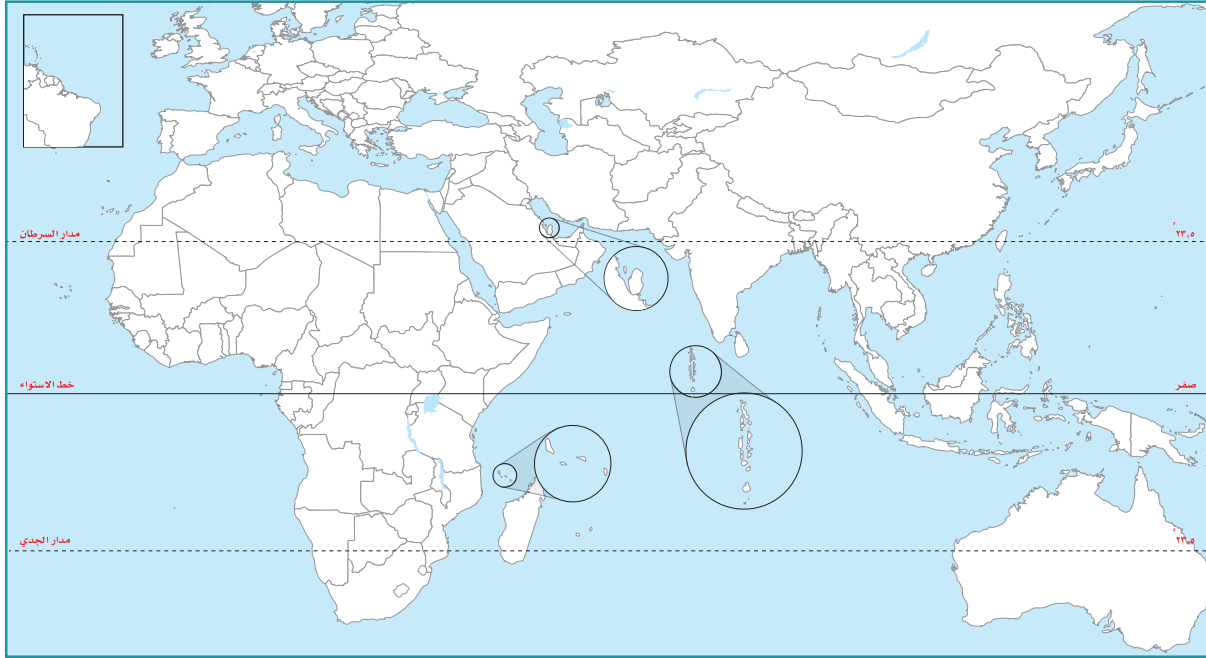 مدار السرطان
٢٣,٥°
خط الاستواء
صفر
مدار الجدي
٢٣,٥°